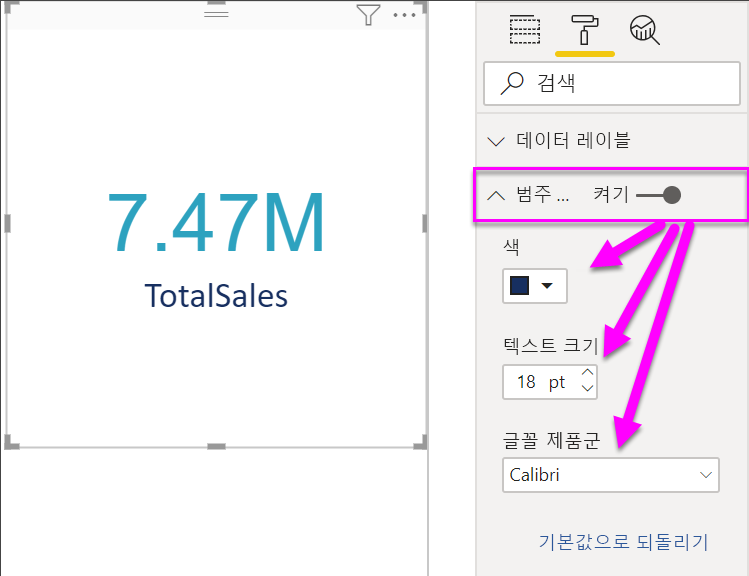 7.47M
TotalSales
검색
데이터 레이블
범주 ... 켜기
색
텍스트 크기
18 pt
글꼴 제품군
Calibri
기본값으로 되돌리기